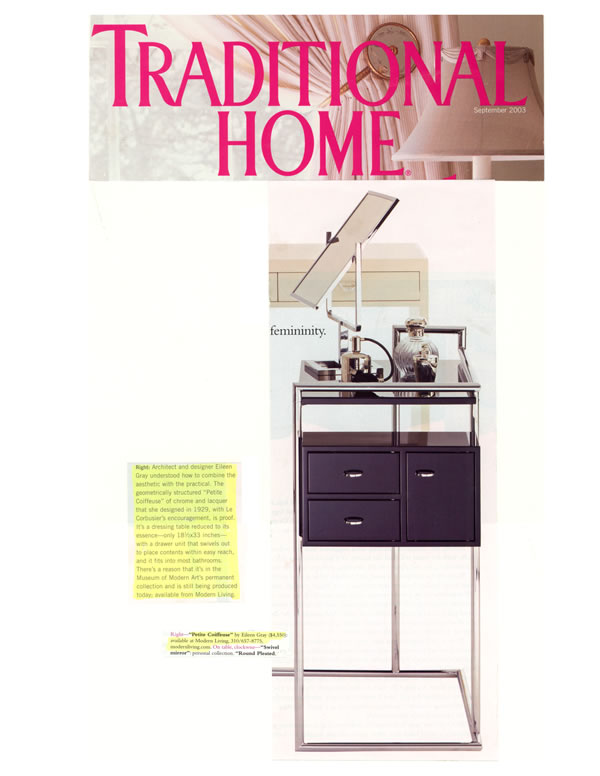 TRADITIONAL
HOME®
September 2003
femininity.
Right: Architect and designer Eileen
Gray understood how to combine the
aesthetic with the practical. The
geometrically structured "Petite
Coiffeuse" of chrome and lacquer
that she designed in 1929, with Le
Corbusier's encouragement, is proof.
It's a dressing table reduced to its
essence—only 18½x33 inches—
with a drawer unit that swivels out
to place contents within easy reach,
and it fits into most bathrooms.
There's a reason that it's in the
Museum of Modern Art's permanent
collection and is still being produced
today; available from Modern Living.
Right—"Petite Coiffeuse" by Eileen Gray
available at Modern Living, 310/657-8775,
modernliving.com. On table, clockwise—"Swivel
mirror": personal collection. "Round Pleated.